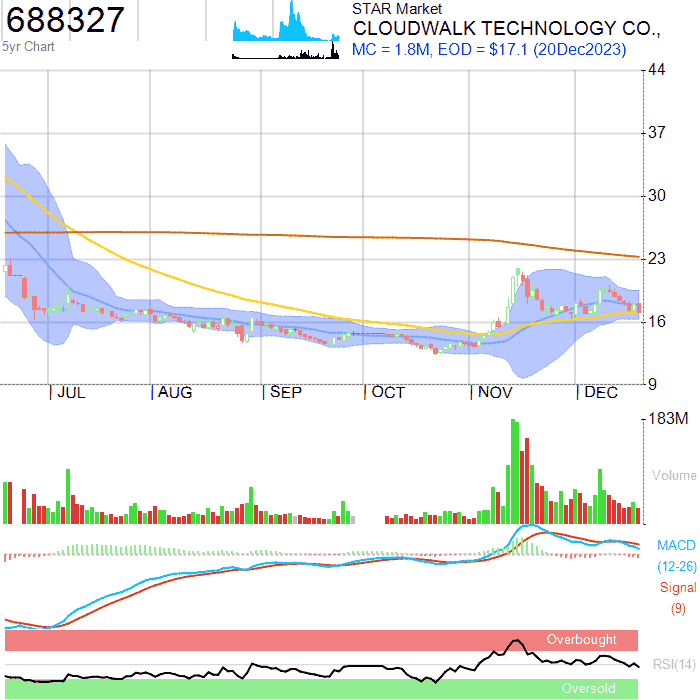 688327
5yr Chart
STAR Market
CLOUDWALK TECHNOLOGY CO.,
MC = 1.8M, EOD = $17.1 (20Dec2023)
44
37
30
23
16
9
JUL AUG SEP OCT NOV DEC
183M
Volume
MACD
(12-26)
Signal
(9)
Overbought
RSI(14)
Oversold